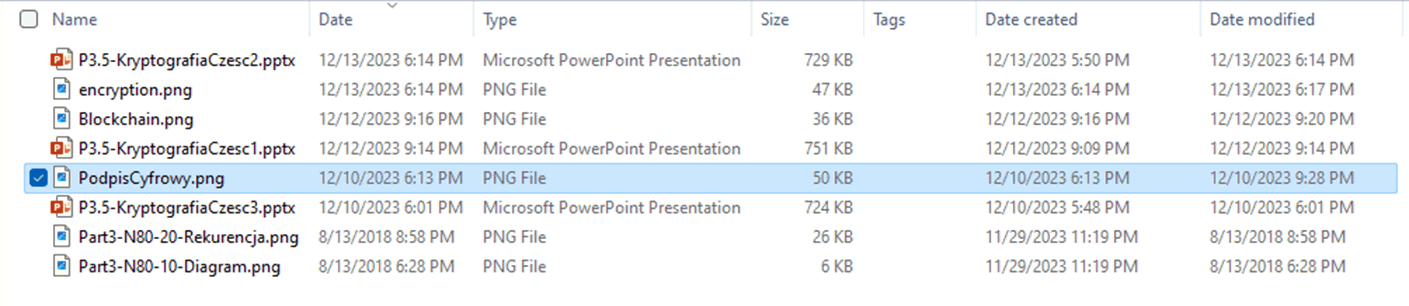 Name Date Type Size Tags Date created Date modified
P3.5-KryptografiaCzesc2.pptx 12/13/2023 6:14 PM Microsoft PowerPoint Presentation 729 KB 12/13/2023 5:50 PM 12/13/2023 6:14 PM
encryption.png 12/13/2023 6:14 PM PNG File 47 KB 12/13/2023 6:14 PM 12/13/2023 6:17 PM
Blockchain.png 12/12/2023 9:16 PM PNG File 36 KB 12/12/2023 9:16 PM 12/12/2023 9:20 PM
P3.5-KryptografiaCzesc1.pptx 12/12/2023 9:14 PM Microsoft PowerPoint Presentation 751 KB 12/12/2023 9:09 PM 12/12/2023 9:14 PM
PodpisCyfrowy.png 12/10/2023 6:13 PM PNG File 50 KB 12/10/2023 6:13 PM 12/10/2023 9:28 PM
P3.5-KryptografiaCzesc3.pptx 12/10/2023 6:01 PM Microsoft PowerPoint Presentation 724 KB 12/10/2023 5:48 PM 12/10/2023 6:01 PM
Part3-N80-20-Rekurencja.png 8/13/2018 8:58 PM PNG File 26 KB 11/29/2023 11:19 PM 8/13/2018 8:58 PM
Part3-N80-10-Diagram.png 8/13/2018 6:28 PM PNG File 6 KB 11/29/2023 11:19 PM 8/13/2018 6:28 PM